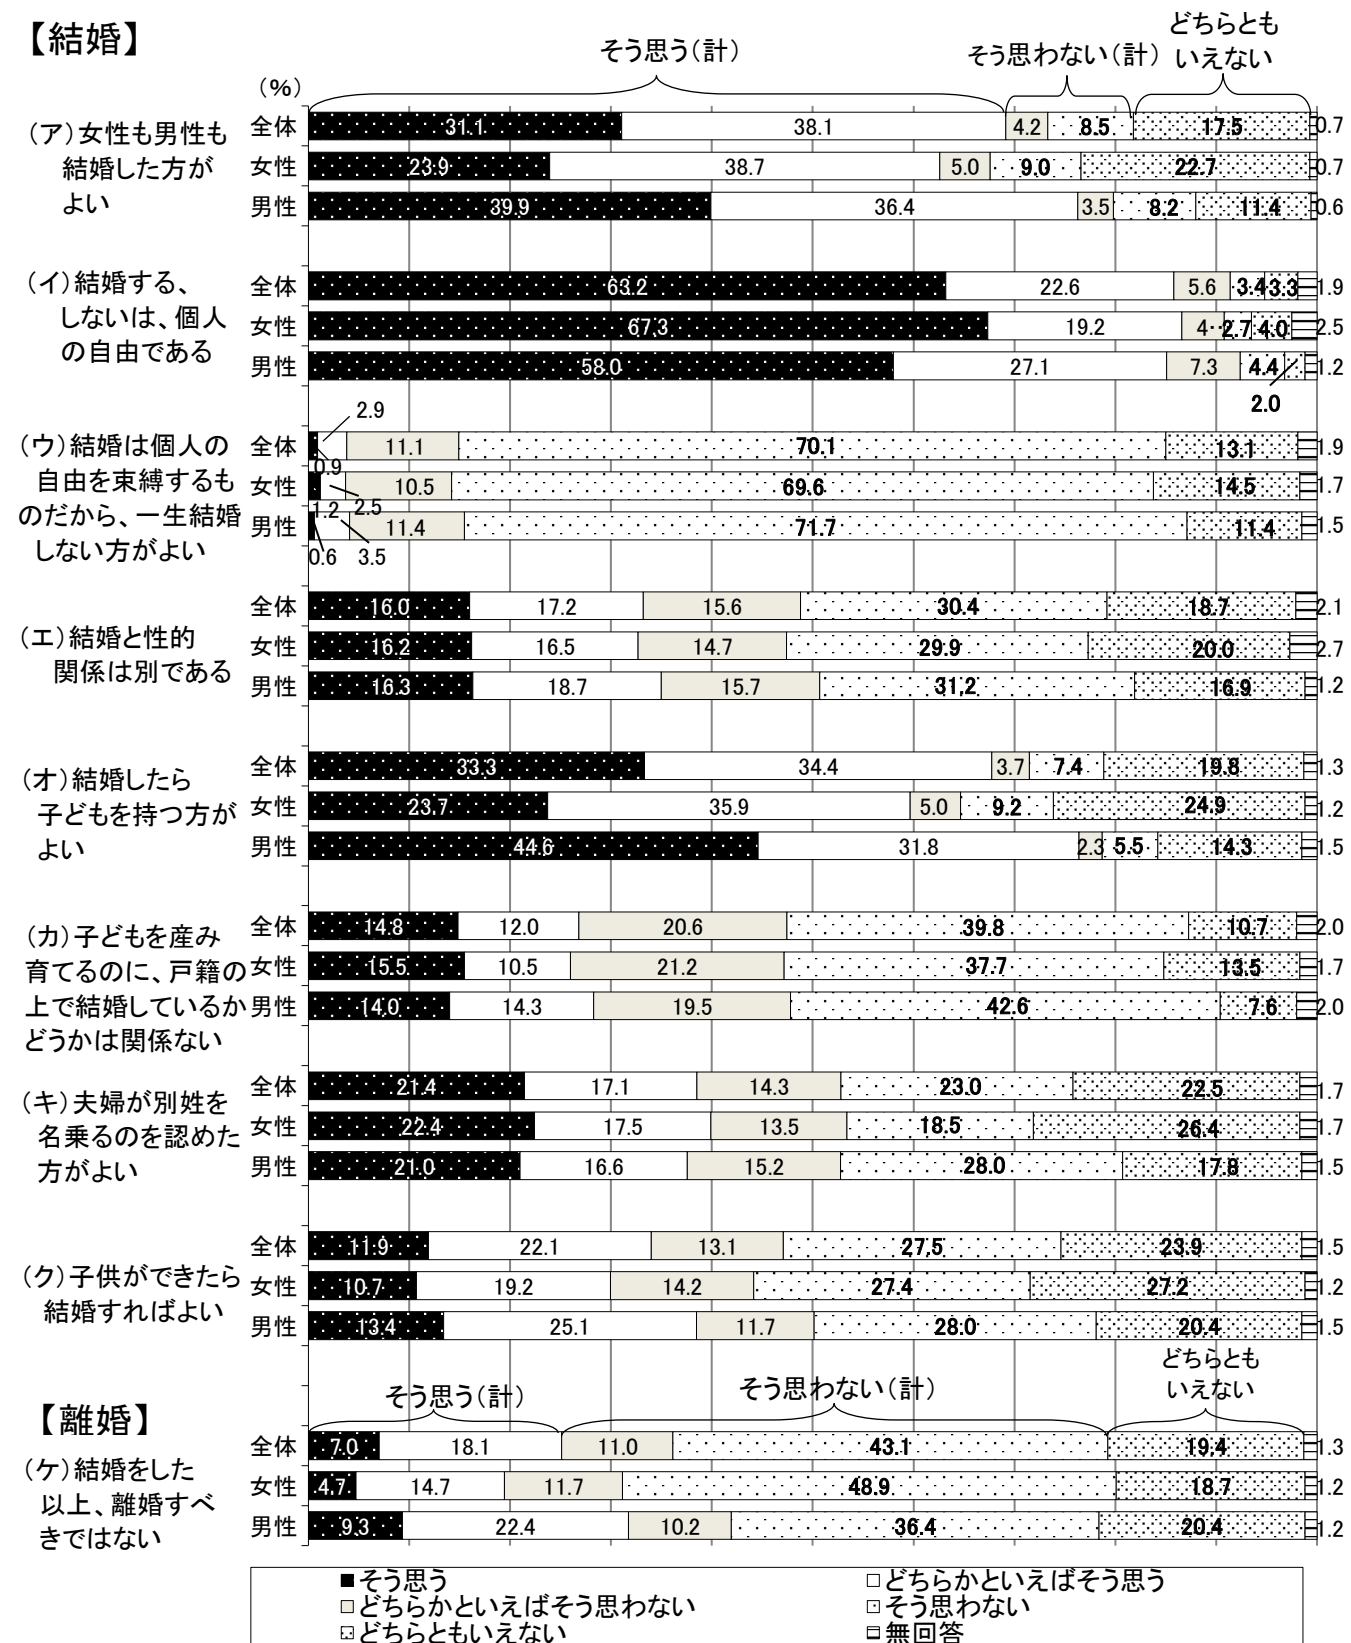 【結婚】
そう思う(計)
そう思わない(計)
どちらとも
いえない
(%)
(ア)女性も男性も
結婚した方が
よい
全体 31.1 38.1 4.2 8.5 17.5 0.7
女性 23.9 38.7 5.0 9.0 22.7 0.7
男性 39.9 36.4 3.5 8.2 11.4 0.6
(イ)結婚する、
しないは、個人
の自由である
全体 63.2 22.6 5.6 3.4 3.3 1.9
女性 67.3 19.2 4‥ 2.7 4.0 2.5
男性 58.0 27.1 7.3 4.4 2.0 1.2
(ウ)結婚は個人の
自由を束縛するも
のだから、一生結婚
しない方がよい
全体 0.9 2.9 11.1 70.1 13.1 1.9
女性 1.2 2.5 10.5 69.6 14.5 1.7
男性 0.6 3.5 11.4 71.7 11.4 1.5
(エ)結婚と性的
関係は別である
全体 16.0 17.2 15.6 30.4 18.7 2.1
女性 16.2 16.5 14.7 29.9 20.0 2.7
男性 16.3 18.7 15.7 31.2 16.9 1.2
(オ)結婚したら
子どもを持つ方が
よい
全体 33.3 34.4 3.7 7.4 19.8 1.3
女性 23.7 35.9 5.0 9.2 24.9 1.2
男性 44.6 31.8 2.3 5.5 14.3 1.5
(カ)子どもを産み
育てるのに、戸籍の
上で結婚しているか
どうかは関係ない
全体 14.8 12.0 20.6 39.8 10.7 2.0
女性 15.5 10.5 21.2 37.7 13.5 1.7
男性 14.0 14.3 19.5 42.6 7.6 2.0
(キ)夫婦が別姓を
名乗るのを認めた
方がよい
全体 21.4 17.1 14.3 23.0 22.5 1.7
女性 22.4 17.5 13.5 18.5 26.4 1.7
男性 21.0 16.6 15.2 28.0 17.8 1.5
(ク)子供ができたら
結婚すればよい
全体 11.9 22.1 13.1 27.5 23.9 1.5
女性 10.7 19.2 14.2 27.4 27.2 1.2
男性 13.4 25.1 11.7 28.0 20.4 1.5
【離婚】
そう思う(計)
そう思わない(計)
どちらとも
いえない
(ケ)結婚をした
以上、離婚すべ
きではない
全体 7.0 18.1 11.0 43.1 19.4 1.3
女性 4.7 14.7 11.7 48.9 18.7 1.2
男性 9.3 22.4 10.2 36.4 20.4 1.2
そう思う どちらかといえばそう思う
どちらかといえばそう思わない そう思わない
どちらともいえない 無回答